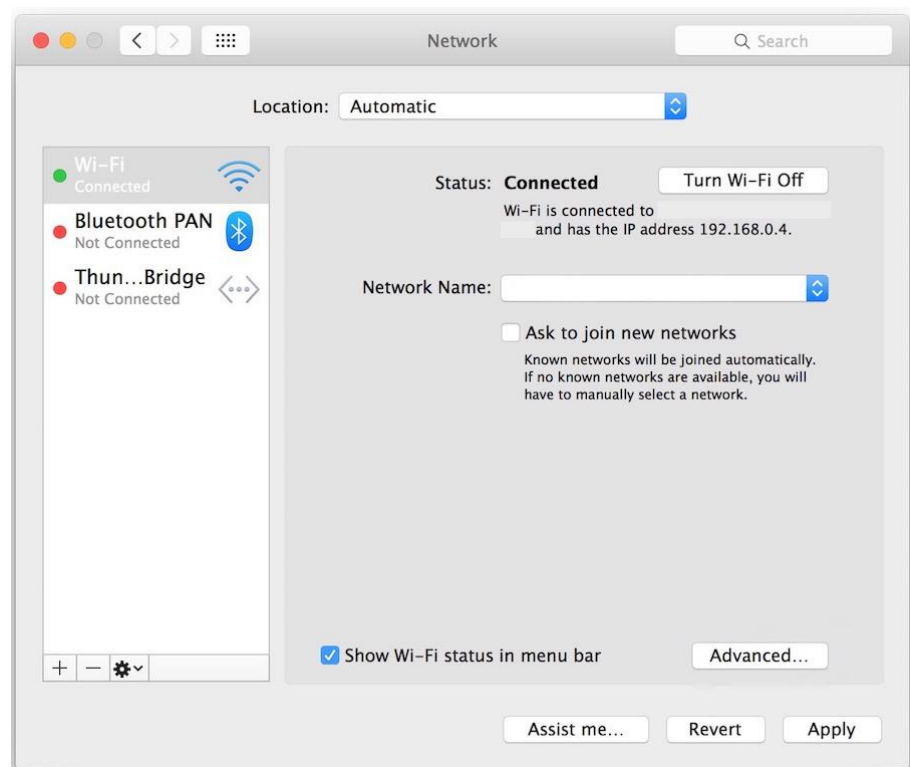 Network
Search
Location: Automatic
Wi-Fi
Connected
Bluetooth PAN
Not Connected
Thun...Bridge
Not Connected
Status: Connected
Turn Wi-Fi Off
Wi-Fi is connected to
and has the IP address 192.168.0.4.
Network Name:
Ask to join new networks
Known networks will be joined automatically.
If no known networks are available, you will
have to manually select a network.
Show Wi-Fi status in menu bar
Advanced...
Assist me...
Revert
Apply